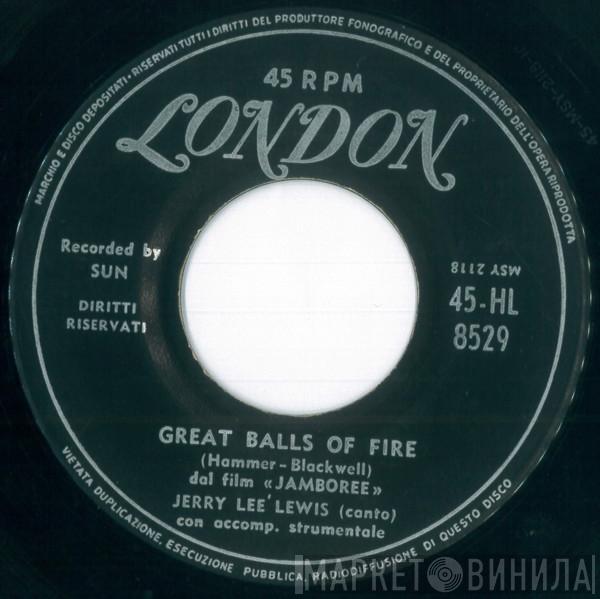 MARCHIO E DISCO DEPOSITATI · RISERVATI TUTTI I DIRITTI DEL PRODUTTORE FONOGRAFICO E DEL PROPRIETARIO DELL'OPERA RIPRODOTTA
45 RPM
LONDON
Recorded by
SUN
DIRITTI
RISERVATI
MSY 2118
45-HL
8529
GREAT BALLS OF FIRE
(Hammer - Blackwell)
dal film «JAMBOREE»
JERRY LEE' LEWIS (canto)
con accomp. strumentale
VIETATA DUPLICAZIONE, ESECUZIONE PUBBLICA, RADIODIFFUSIONE DI QUESTO DISCO
МАРКЕТ ВИНИЛА